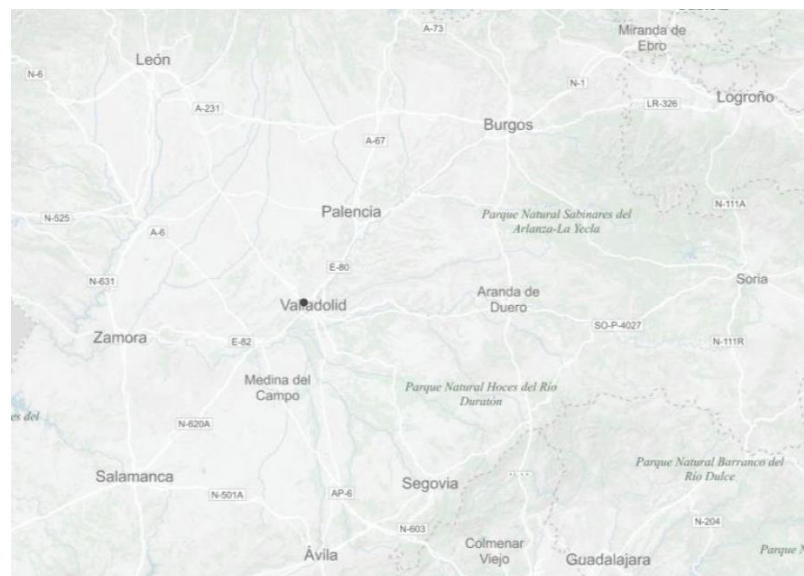 A-73
Miranda de
Ebro
León
N-6
N-1
Logroño
LR-326
A-231
Burgos
A-67
N-111A
Palencia
Parque Natural Sabinares del
Arlanza-La Yecla
N-525
A-6
E-80
N-631
Soria
Aranda de
Duero
Valladolid
SO-P-4027
Zamora
E-82
N-111R
Medina del
Campo
Parque Natural Hoces del Río
Duratón
es del
N-620A
Parque Natural Barranco del
Río Dulce
Salamanca
Segovia
N-501A
AP-6
N-204
N-603
Colmenar
Viejo
Parque N
Ávila
Guadalajara